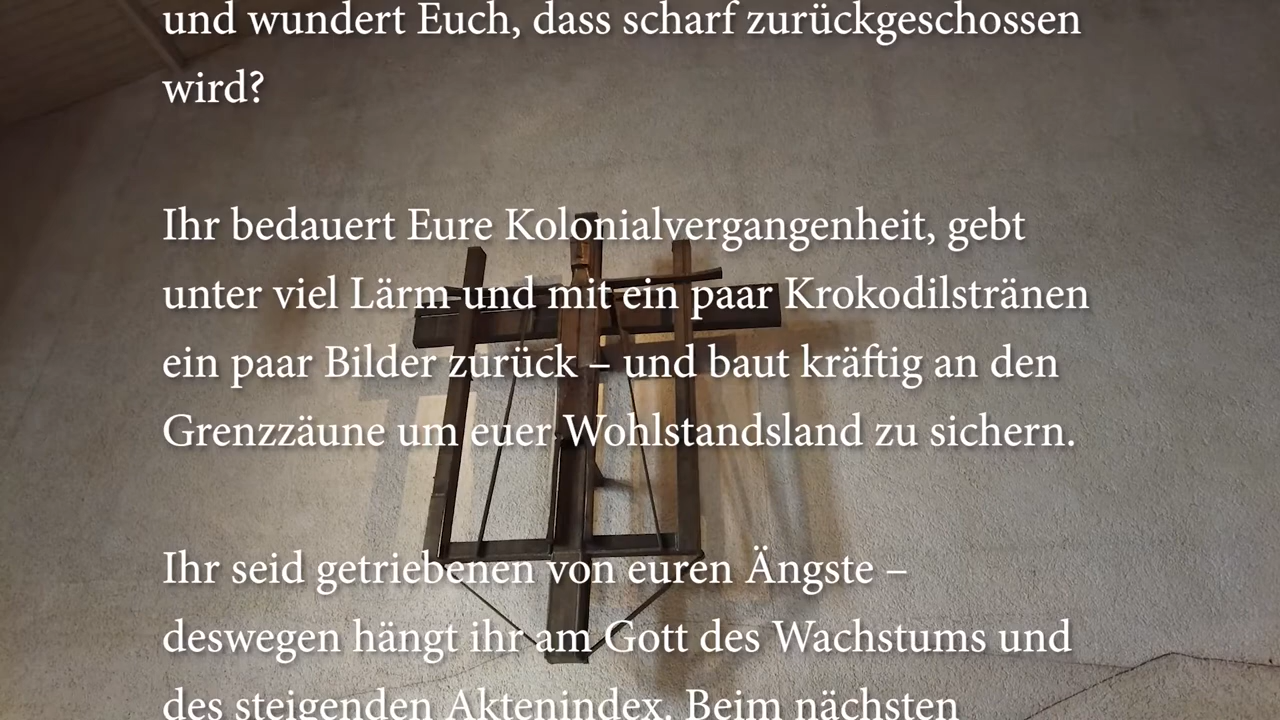 und wundert Euch, dass scharf zurückgeschossen
wird?
Ihr bedauert Eure Kolonialvergangenheit, gebt
unter viel Lärm und mit ein paar Krokodilstränen
ein paar Bilder zurück – und baut kräftig an den
Grenzzäune um euer Wohlstandsland zu sichern.
Ihr seid getriebenen von euren Ängste –
deswegen hängt ihr am Gott des Wachstums und
des steigenden Aktenindex. Beim nächsten